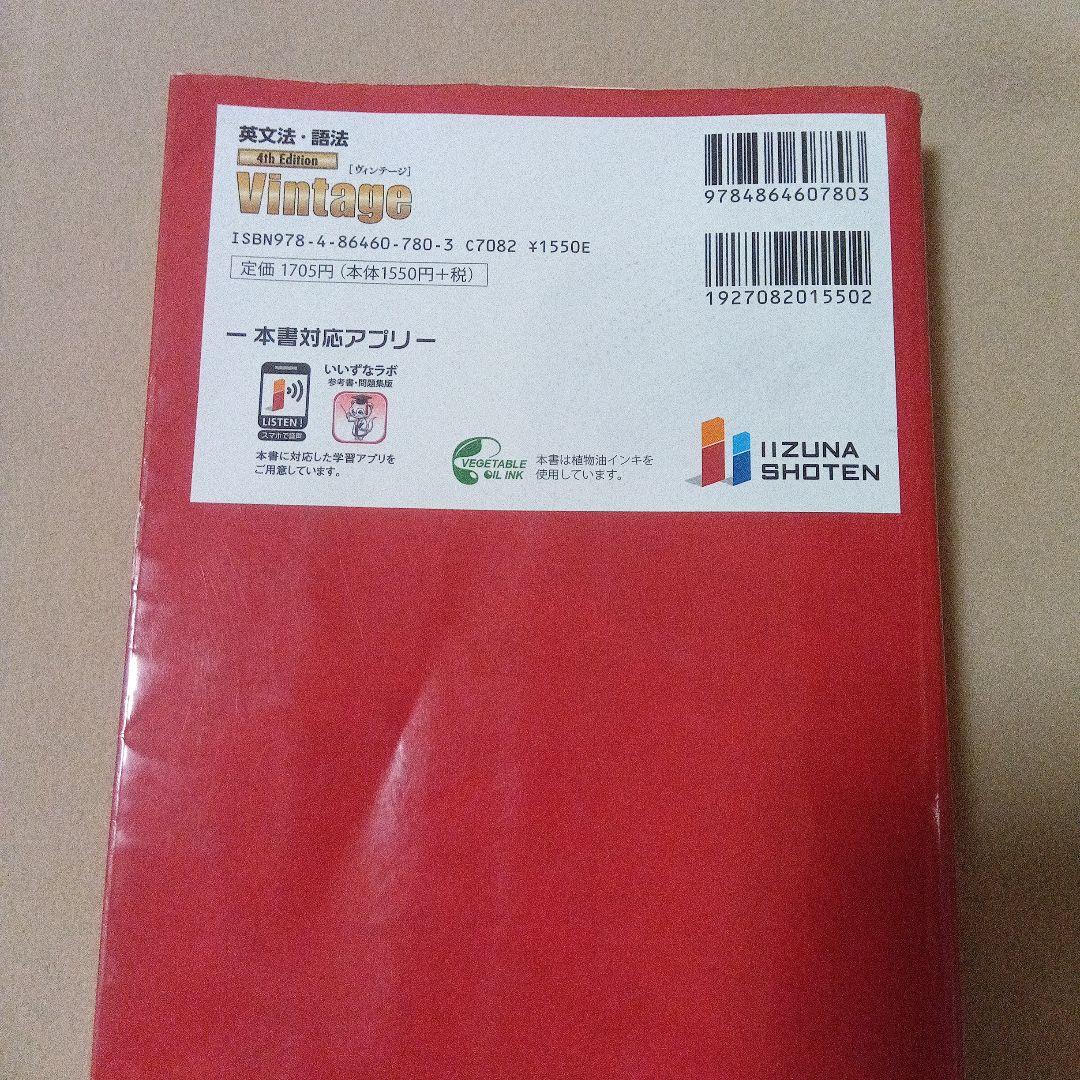 英文法・語法
4th Edition
[ヴィンテージ]
Vintage
ISBN978-4-86460-780-3 C7082 ¥1550E
定価 1705円(本体1550円+税)
9784864607803
1927082015502
ー 本書対応アプリ ー
LISTEN!
スマホで音声
いいずなラボ
参考書・問題集版
本書に対応した学習アプリを
ご用意しています。
VEGETABLE
OIL INK
本書は植物油インキを
使用しています。
IIZUNA
SHOTEN